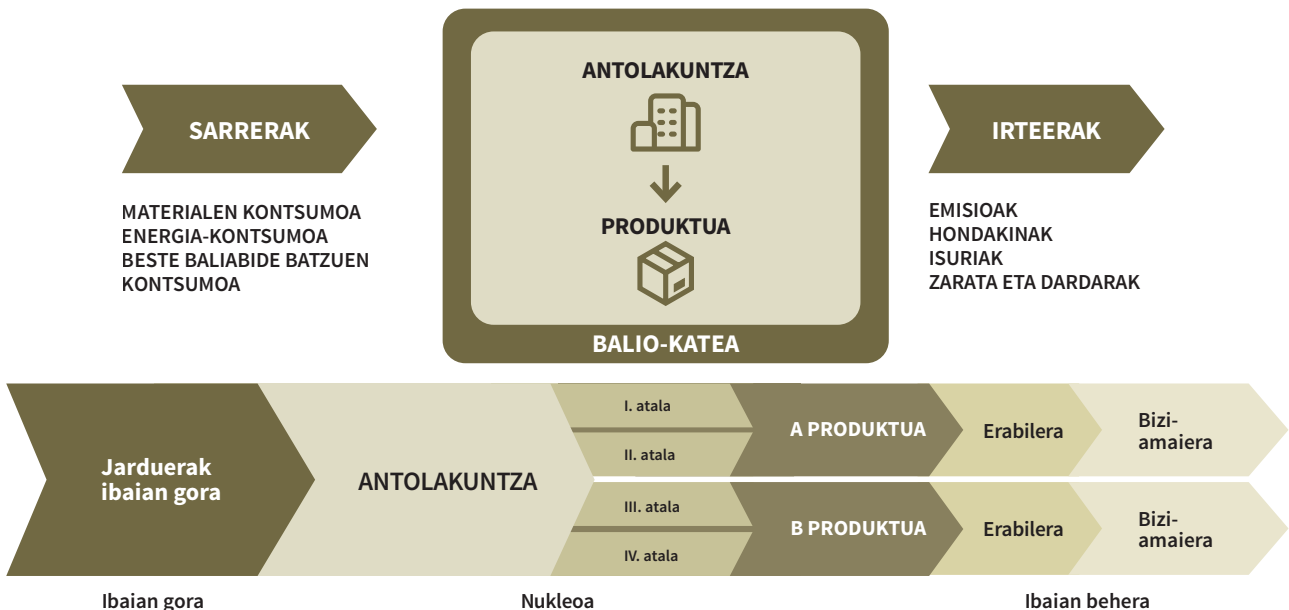 SARRERAK
MATERIALEN KONTSUMOA
ENERGIA-KONTSUMOA
BESTE BALIABIDE BATZUEN
KONTSUMOA
ANTOLAKUNTZA
PRODUKTUA
BALIO-KATEA
IRTEERAK
EMISIOAK
HONDAKINAK
ISURIAK
ZARATA ETA DARDARAK
Jarduerak
ibaian gora
ANTOLAKUNTZA
I. atala
II. atala
III. atala
IV. atala
A PRODUKTUA
Erabilera
Bizi-
amaiera
B PRODUKTUA
Erabilera
Bizi-
amaiera
Ibaian gora
Nukleoa
Ibaian behera